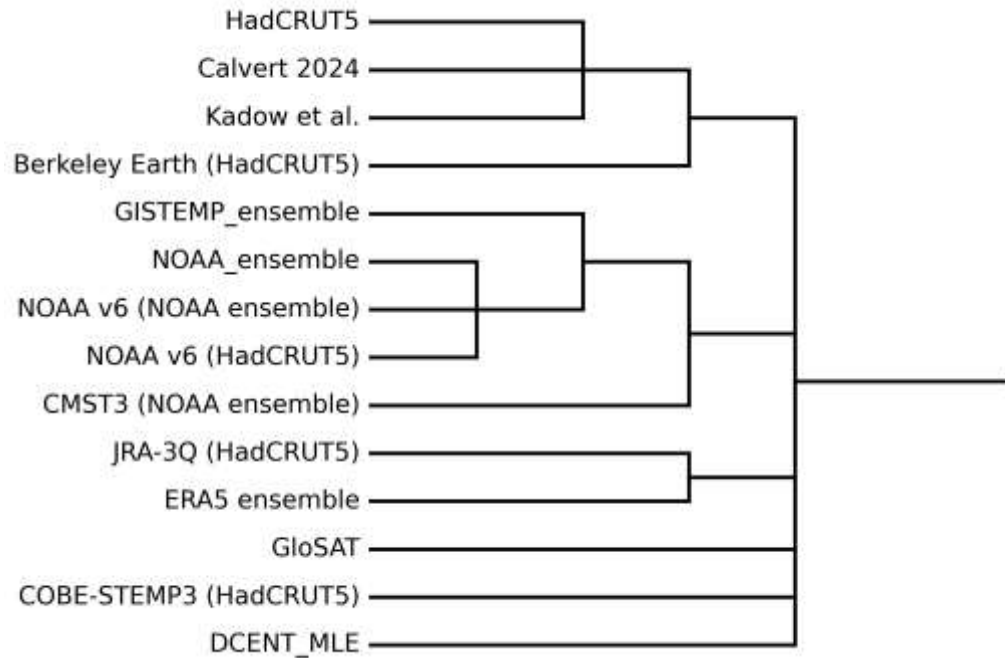 HadCRUT5
Calvert 2024
Kadow et al.
Berkeley Earth (HadCRUT5)
GISTEMP_ensemble
NOAA_ensemble
NOAA v6 (NOAA ensemble)
NOAA v6 (HadCRUT5)
CMST3 (NOAA ensemble)
JRA-3Q (HadCRUT5)
ERA5 ensemble
GloSAT
COBE-STEMP3 (HadCRUT5)
DCENT_MLE